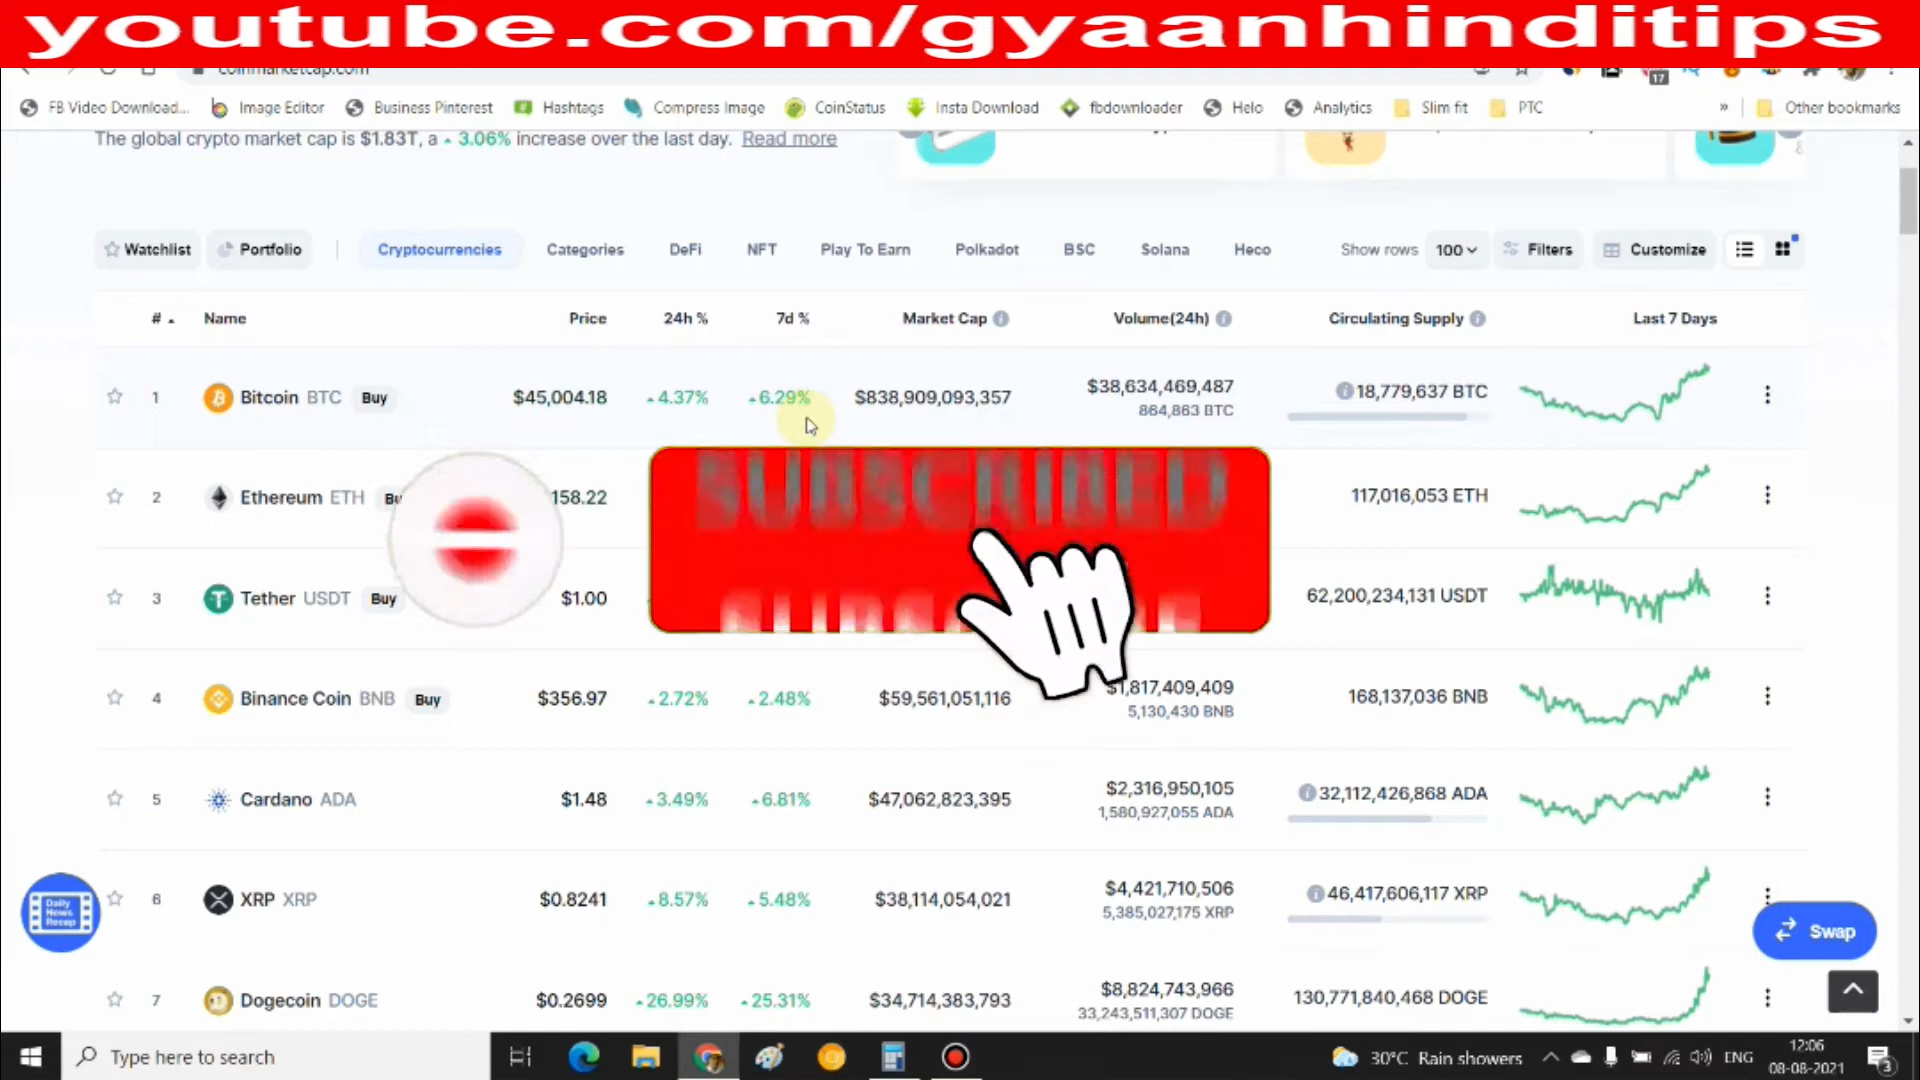 youtube.com/gyaanhinditips
coinmarketcap.com
17
FB Video Download... Image Editor Business Pinterest Hashtags Compress Image CoinStatus Insta Download fbdownloader Helo Analytics Slim fit PTC » Other bookmarks
The global crypto market cap is $1.83T, a 3.06% increase over the last day. Read more
Watchlist Portfolio Cryptocurrencies Categories DeFi NFT Play To Earn Polkadot BSC Solana Heco Show rows 100 Filters Customize
# Name Price 24h % 7d % Market Cap Volume(24h) Circulating Supply Last 7 Days
1 Bitcoin BTC Buy $45,004.18 4.37% 6.29% $838,909,093,357 $38,634,469,487 18,779,637 BTC
864,863 BTC
SUBSCRIBED
2 Ethereum ETH Bu 158.22 117,016,053 ETH
3 Tether USDT Buy $1.00 62,200,234,131 USDT
4 Binance Coin BNB Buy $356.97 2.72% 2.48% $59,561,051,116 $1,817,409,409 168,137,036 BNB
5,130,430 BNB
5 Cardano ADA $1.48 3.49% 6.81% $47,062,823,395 $2,316,950,105 32,112,426,868 ADA
1,580,927,055 ADA
6 XRP XRP $0.8241 8.57% 5.48% $38,114,054,021 $4,421,710,506 46,417,606,117 XRP
5,385,027,175 XRP
Daily
News
Recap
Swap
7 Dogecoin DOGE $0.2699 26.99% 25.31% $34,714,383,793 $8,824,743,966 130,771,840,468 DOGE
33,243,511,307 DOGE
Type here to search 30°C Rain showers ENG 12:06
08-08-2021 3